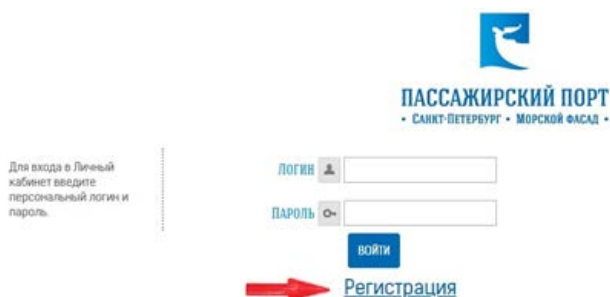 ПАССАЖИРСКИЙ ПОРТ
• САНКТ-ПЕТЕРБУРГ • МОРСКОЙ ФАСАД •
Для входа в Личный
кабинет введите
персональный логин и
пароль.
ЛОГИН
ПАРОЛЬ
ВОЙТИ
Регистрация